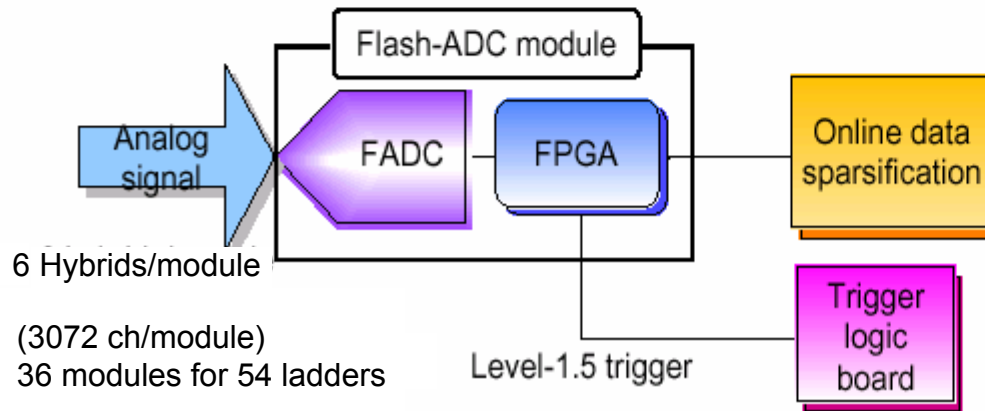 Flash-ADC module
Analog
signal
FADC
FPGA
Online data
sparsification
6 Hybrids/module
(3072 ch/module)
36 modules for 54 ladders
Level-1.5 trigger
Trigger
logic
board